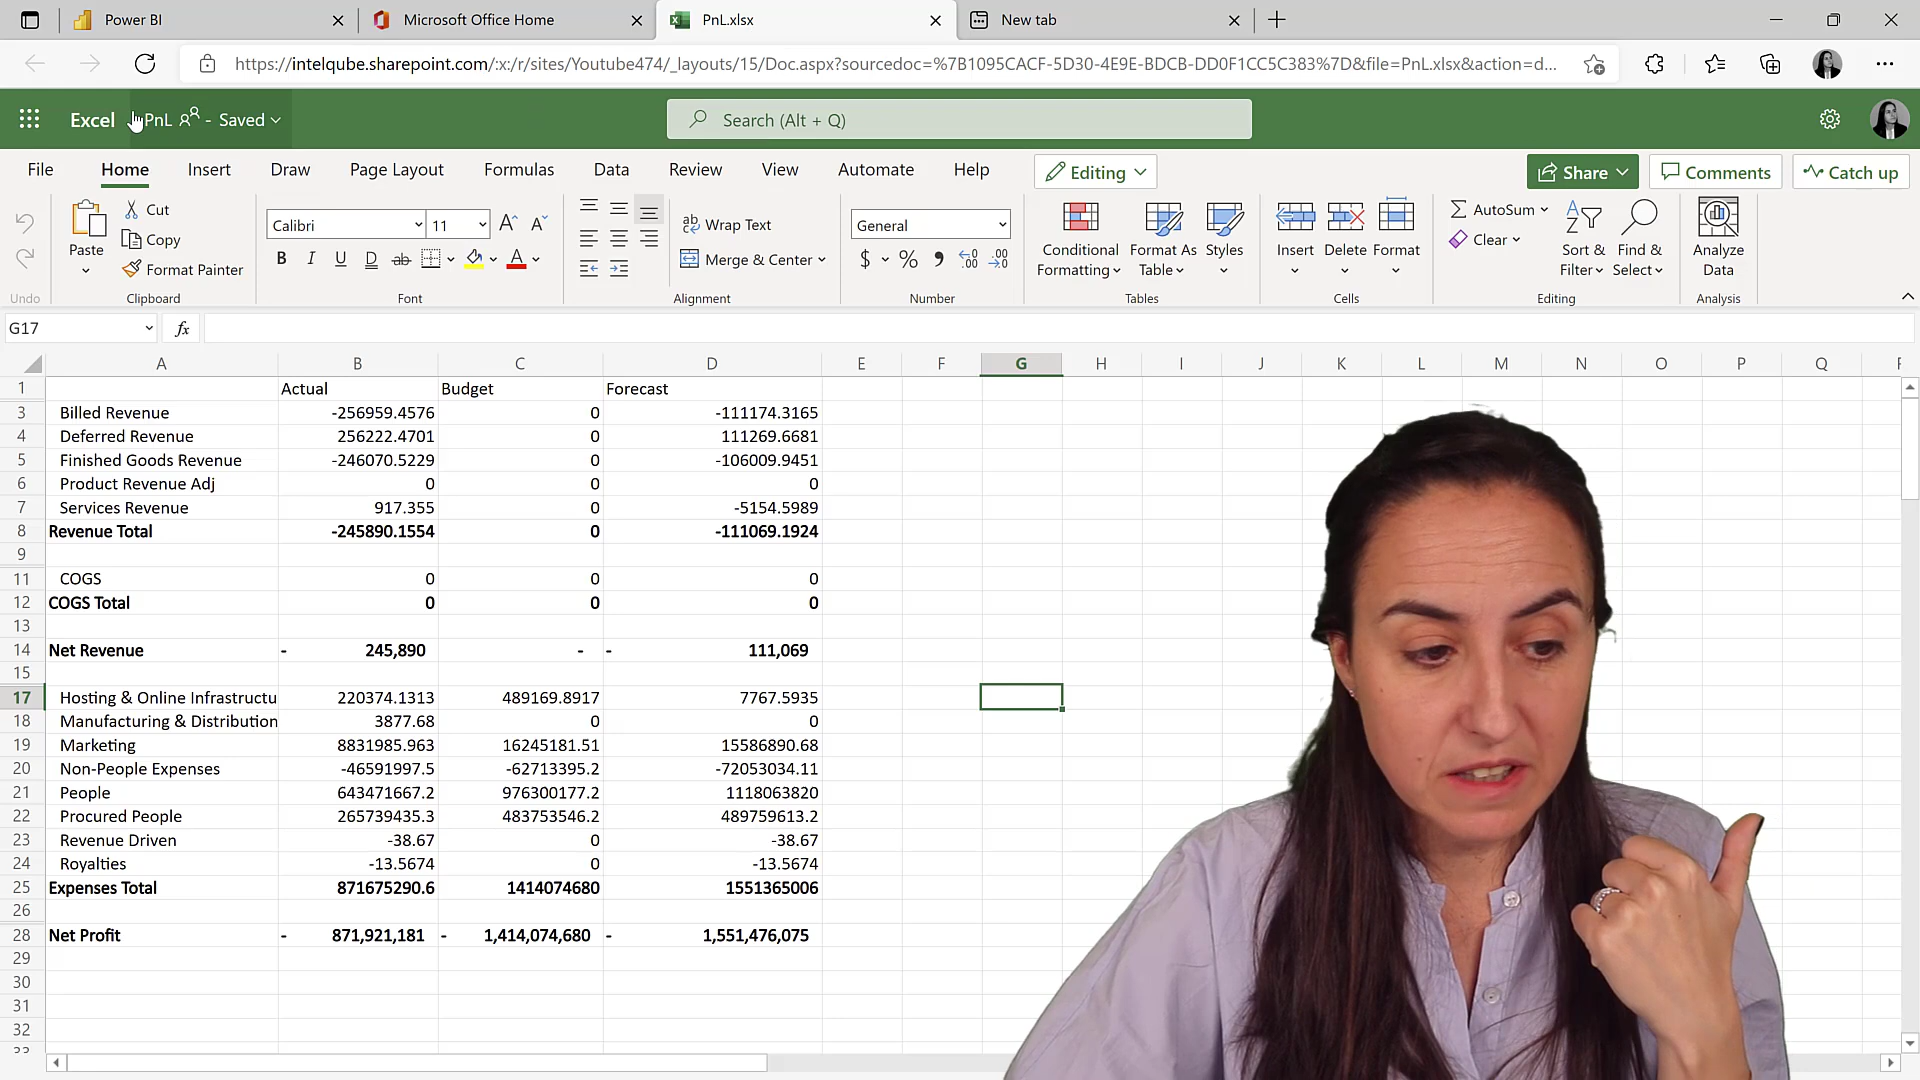 Power BI
Microsoft Office Home
PnL.xlsx
New tab
https://intelqube.sharepoint.com/:x:/r/sites/Youtube474/_layouts/15/Doc.aspx?sourcedoc=%7B1095CACF-5D30-4E9E-BDCB-DD0F1CC5C383%7D&file=PnL.xlsx&action=d...
Excel
PnL - Saved
Search (Alt + Q)
File Home Insert Draw Page Layout Formulas Data Review View Automate Help
Editing
Share
Comments
Catch up
Undo
Paste
Cut
Copy
Format Painter
Clipboard
Calibri
11
B I U D ab A
Font
Wrap Text
Merge & Center
Alignment
General
$ % 9 .00 .00
Number
Conditional Formatting
Format As Table
Styles
Tables
Insert
Delete
Format
Cells
AutoSum
Clear
Sort & Filter
Find & Select
Editing
Analyze Data
Analysis
G17
fx
A B C D E F G H I J K L M N O P Q
1 Actual Budget Forecast
3 Billed Revenue -256959.4576 0 -111174.3165
4 Deferred Revenue 256222.4701 0 111269.6681
5 Finished Goods Revenue -246070.5229 0 -106009.9451
6 Product Revenue Adj 0 0 0
7 Services Revenue 917.355 0 -5154.5989
8 Revenue Total -245890.1554 0 -111069.1924
9
11 COGS 0 0 0
12 COGS Total 0 0 0
13
14 Net Revenue - 245,890 - - 111,069
15
17 Hosting & Online Infrastructu 220374.1313 489169.8917 7767.5935
18 Manufacturing & Distribution 3877.68 0 0
19 Marketing 8831985.963 16245181.51 15586890.68
20 Non-People Expenses -46591997.5 -62713395.2 -72053034.11
21 People 643471667.2 976300177.2 1118063820
22 Procured People 265739435.3 483753546.2 489759613.2
23 Revenue Driven -38.67 0 -38.67
24 Royalties -13.5674 0 -13.5674
25 Expenses Total 871675290.6 1414074680 1551365006
26
28 Net Profit - 871,921,181 - 1,414,074,680 - 1,551,476,075
29
30
31
32